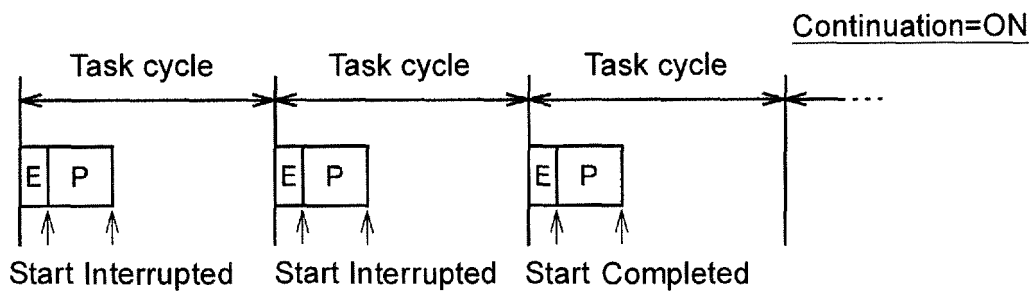 Continuation=ON
Task cycle Task cycle Task cycle
E P E P E P
Start Interrupted Start Interrupted Start Completed